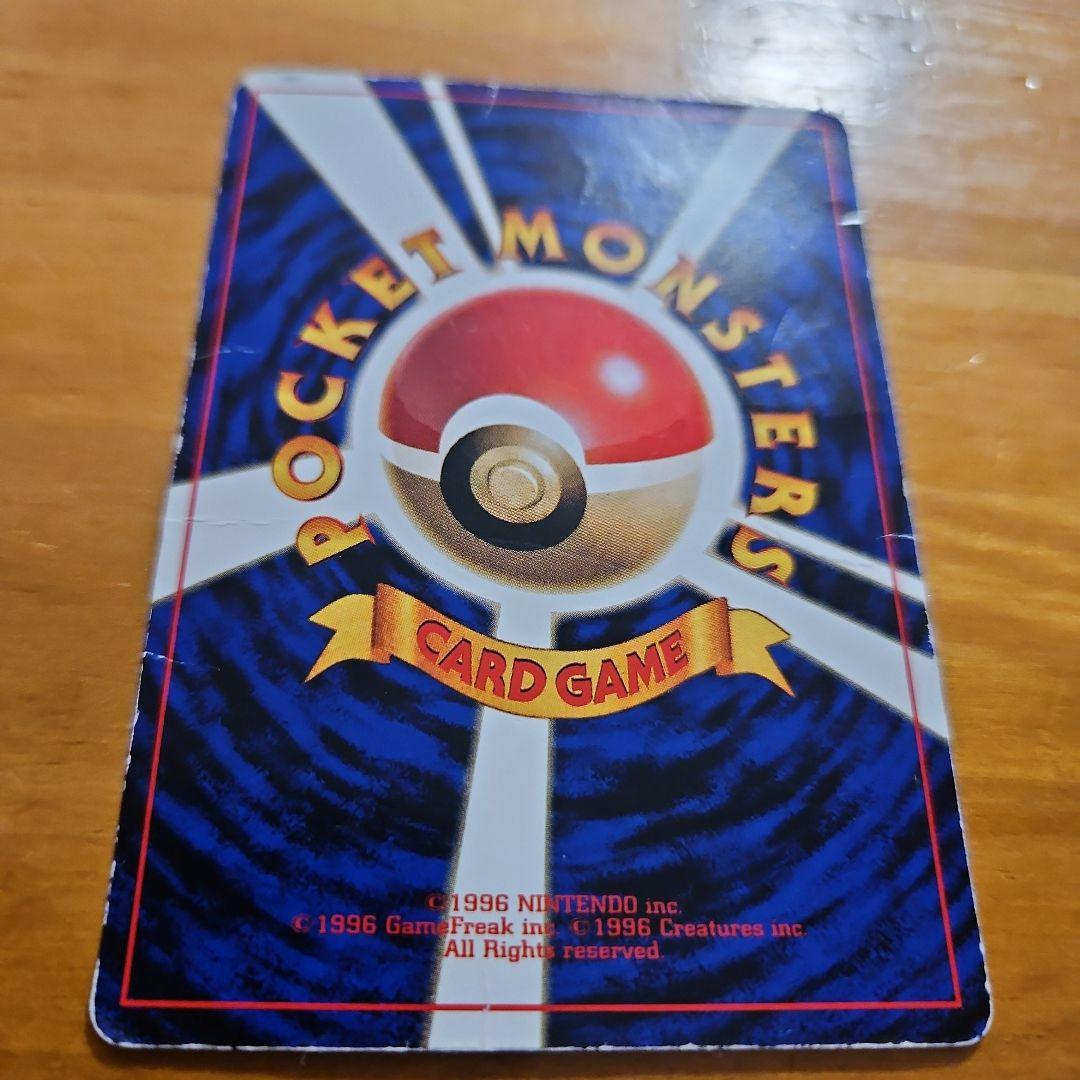 POCKET MONSTERS
CARD GAME
©1996 NINTENDO inc.
©1996 GameFreak inc. ©1996 Creatures inc.
All Rights reserved.